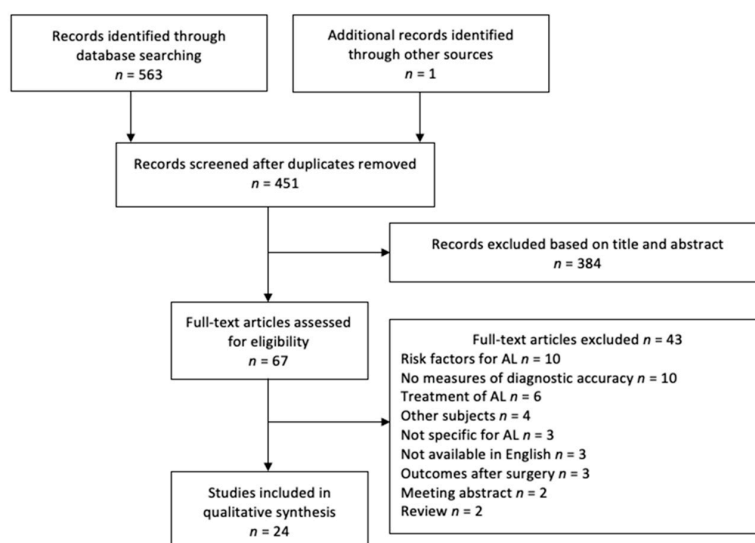 Records identified through
database searching
n = 563
Additional records identified
through other sources
n = 1
Records screened after duplicates removed
n = 451
Records excluded based on title and abstract
n = 384
Full-text articles assessed
for eligibility
n = 67
Full-text articles excluded n = 43
Risk factors for AL n = 10
No measures of diagnostic accuracy n = 10
Treatment of AL n = 6
Other subjects n = 4
Not specific for AL n = 3
Not available in English n = 3
Outcomes after surgery n = 3
Meeting abstract n = 2
Review n = 2
Studies included in
qualitative synthesis
n = 24